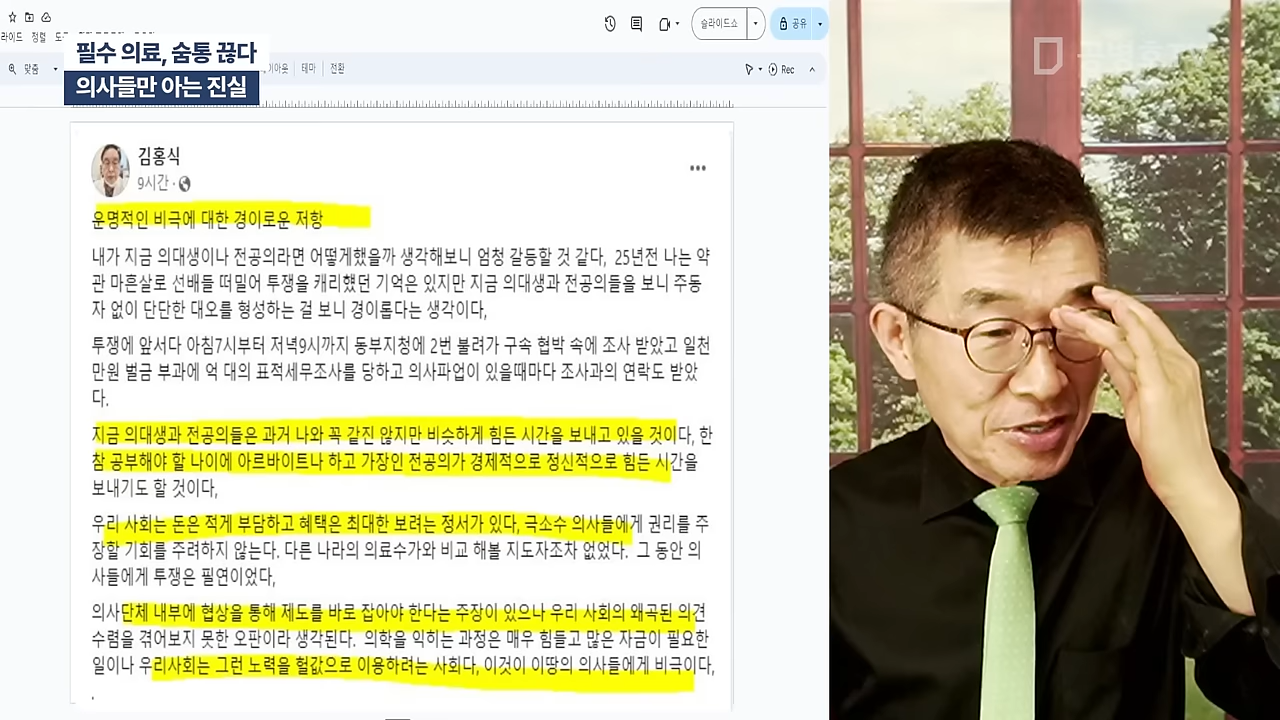 필수 의료, 숨통 끊다
의사들만 아는 진실
정렬
슬라이드쇼
공유
맞춤
테마
전환
Rec
김홍식
9시간
운명적인 비극에 대한 경이로운 저항
내가 지금 의대생이나 전공의라면 어떻게했을까 생각해보니 엄청 갈등할 것 같다, 25년전 나는 약
관 마흔살로 선배들 떠밀어 투쟁을 캐리했던 기억은 있지만 지금 의대생과 전공의들을 보니 주동
자 없이 단단한 대오를 형성하는 걸 보니 경이롭다는 생각이다,
투쟁에 앞서다 아침7시부터 저녁9시까지 동부지청에 2번 불려가 구속 협박 속에 조사 받았고 일천
만원 벌금 부과에 억 대의 표적세무조사를 당하고 의사파업이 있을때마다 조사과의 연락도 받았
다.
지금 의대생과 전공의들은 과거 나와 꼭 같진 않지만 비슷하게 힘든 시간을 보내고 있을 것이다, 한
참 공부해야 할 나이에 아르바이트나 하고 가장인 전공의가 경제적으로 정신적으로 힘든 시간을
보내기도 할 것이다,
우리 사회는 돈은 적게 부담하고 혜택은 최대한 보려는 정서가 있다, 극소수 의사들에게 권리를 주
장할 기회를 주려하지 않는다. 다른 나라의 의료수가와 비교 해볼 지도자조차 없었다. 그 동안 의
사들에게 투쟁은 필연이었다,
의사단체 내부에 협상을 통해 제도를 바로 잡아야 한다는 주장이 있으나 우리 사회의 왜곡된 의견
수렴을 겪어보지 못한 오판이라 생각된다. 의학을 익히는 과정은 매우 힘들고 많은 자금이 필요한
일이나 우리사회는 그런 노력을 헐값으로 이용하려는 사회다, 이것이 이땅의 의사들에게 비극이다,
.